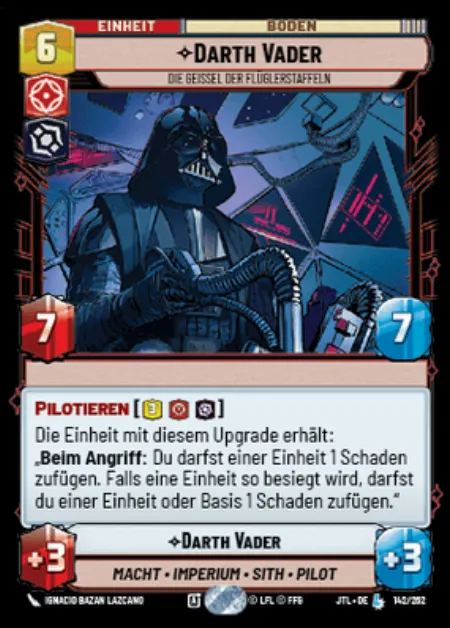 EINHEIT BODEN
6
DARTH VADER
DIE GEISSEL DER FLÜGLERSTAFFELN
7
7
PILOTIEREN [3]
Die Einheit mit diesem Upgrade erhält:
„Beim Angriff: Du darfst einer Einheit 1 Schaden
zufügen. Falls eine Einheit so besiegt wird, darfst
du einer Einheit oder Basis 1 Schaden zufügen.“
DARTH VADER
+3
+3
MACHT • IMPERIUM • SITH • PILOT
IGNACIO BAZAN LAZCANO © LFL © FFG JTL • DE L 142/262